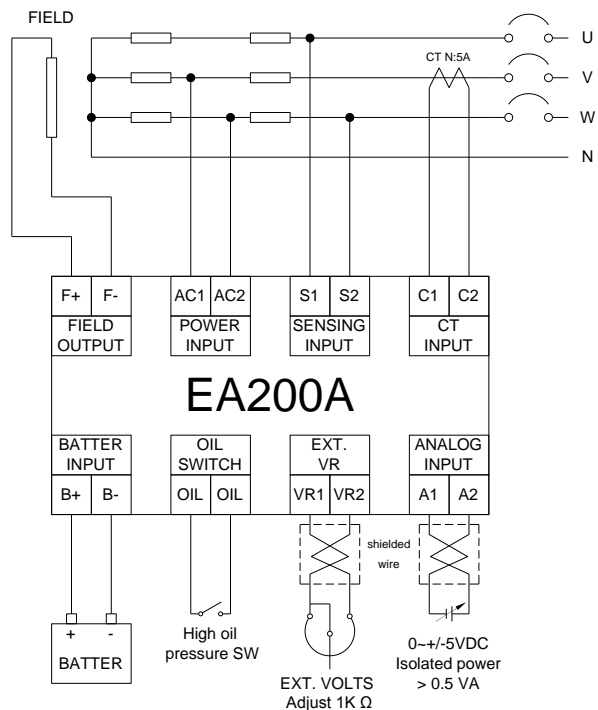 FIELD
U
CT N:5A
V
W
N
F+ F- AC1 AC2 S1 S2 C1 C2
FIELD OUTPUT
POWER INPUT
SENSING INPUT
CT INPUT
EA200A
BATTER INPUT
OIL SWITCH
EXT. VR
ANALOG INPUT
B+ B- OIL OIL VR1 VR2 A1 A2
shielded
wire
+ -
BATTER
High oil
pressure SW
EXT. VOLTS
Adjust 1K Ω
0~+/-5VDC
Isolated power
> 0.5 VA